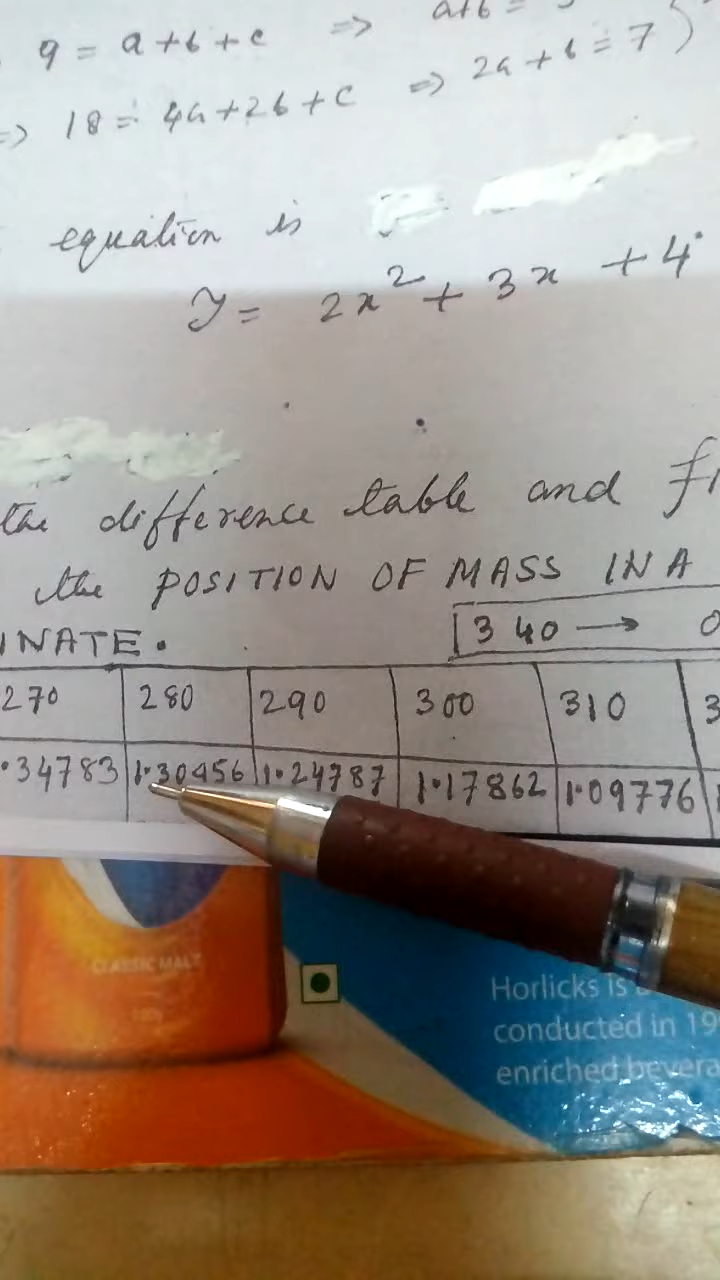 9 = a + b + c ⇒ a+b =
⇒ 18 = 4a + 2b + c ⇒ 2a + b = 7 )
equation is
y = 2x² + 3x + 4.
the difference table and
the POSITION OF MASS IN A
INATE. 340 →
270 280 290 300 310 3
.34783 1.30456 1.24787 1.17862 1.09776
CLASSIC MALT
Horlicks is
conducted in 19
enriched bevera